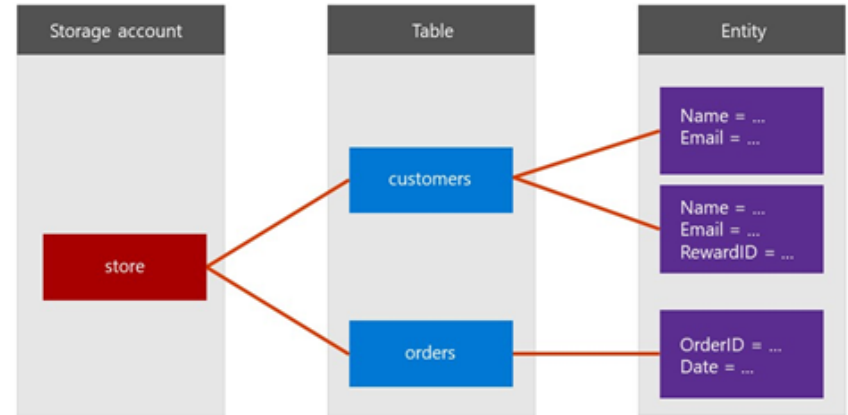 Storage account
Table
Entity
store
customers
orders
Name = ...
Email = ...
Name = ...
Email = ...
RewardID = ...
OrderID = ...
Date = ...